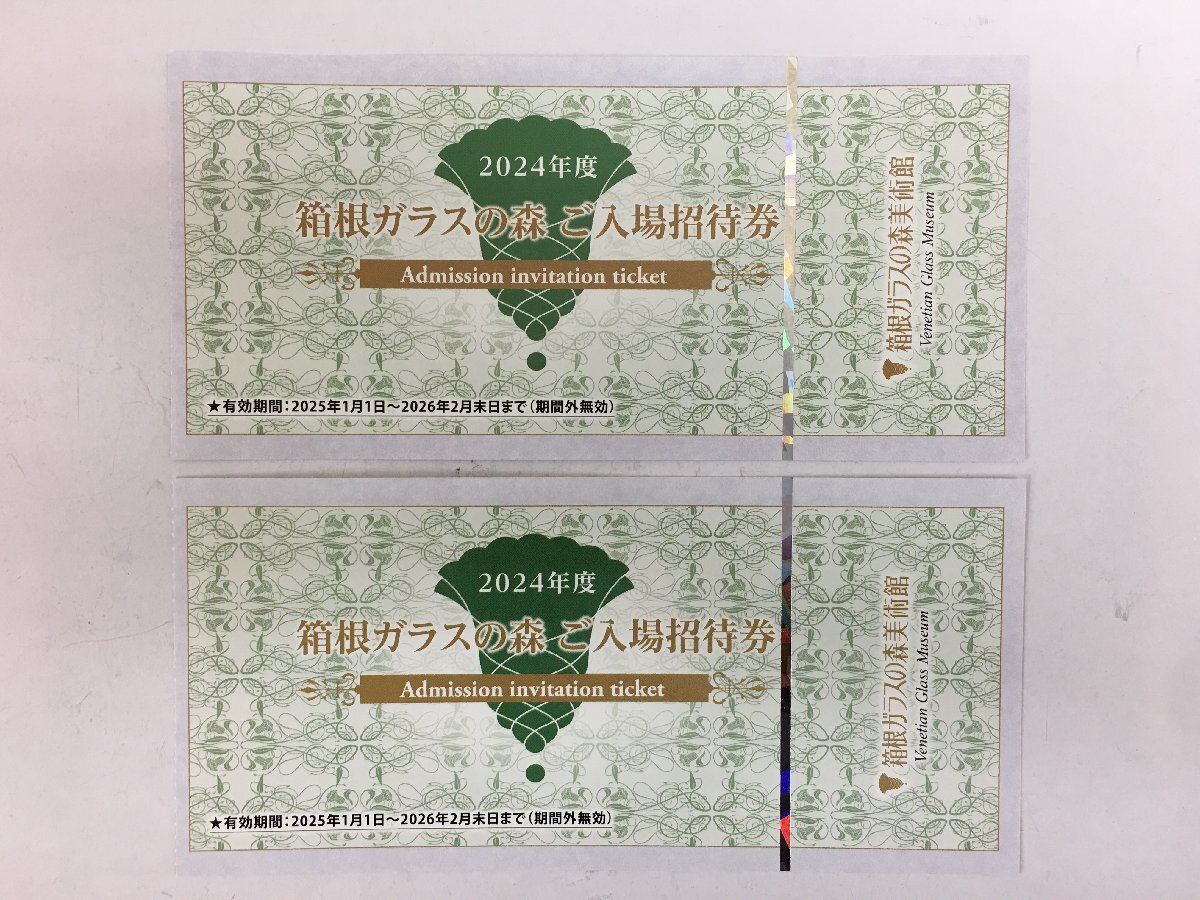 2024年度
箱根ガラスの森 ご入場招待券
Admission invitation ticket
★有効期間：2025年1月1日～2026年2月末日まで（期間外無効）
箱根ガラスの森美術館
Venetian Glass Museum
2024年度
箱根ガラスの森 ご入場招待券
Admission invitation ticket
★有効期間：2025年1月1日～2026年2月末日まで（期間外無効）
箱根ガラスの森美術館
Venetian Glass Museum